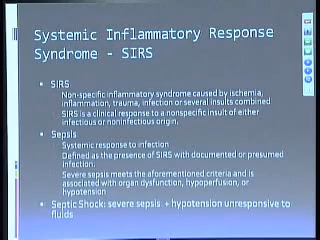 Systemic Inflammatory Response
Syndrome - SIRS
• SIRS
Non-specific inflammatory syndrome caused by ischemia,
inflammation, trauma, infection or several insults combined
SIRS is a clinical response to a nonspecific insult of either
infectious or noninfectious origin.
• Sepsis
Systemic response to infection
Defined as the presence of SIRS with documented or presumed
infection.
Severe sepsis meets the aforementioned criteria and is
associated with organ dysfunction, hypoperfusion, or
hypotension
• Septic Shock: severe sepsis + hypotension unresponsive to
fluids